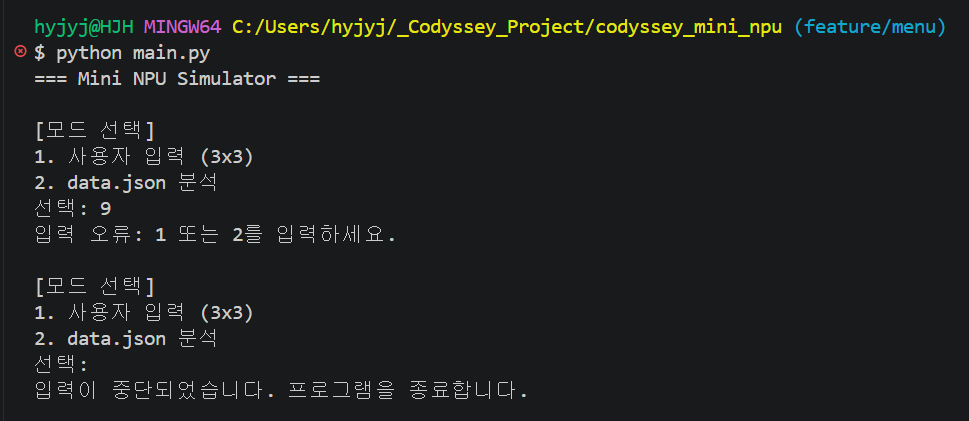 hyjyj@HJH MINGW64 C:/Users/hyjyj/_Codyssey_Project/codyssey_mini_npu (feature/menu)
$ python main.py
=== Mini NPU Simulator ===
[모드 선택]
1. 사용자 입력 (3x3)
2. data.json 분석
선택: 9
입력 오류: 1 또는 2를 입력하세요.
[모드 선택]
1. 사용자 입력 (3x3)
2. data.json 분석
선택:
입력이 중단되었습니다. 프로그램을 종료합니다.